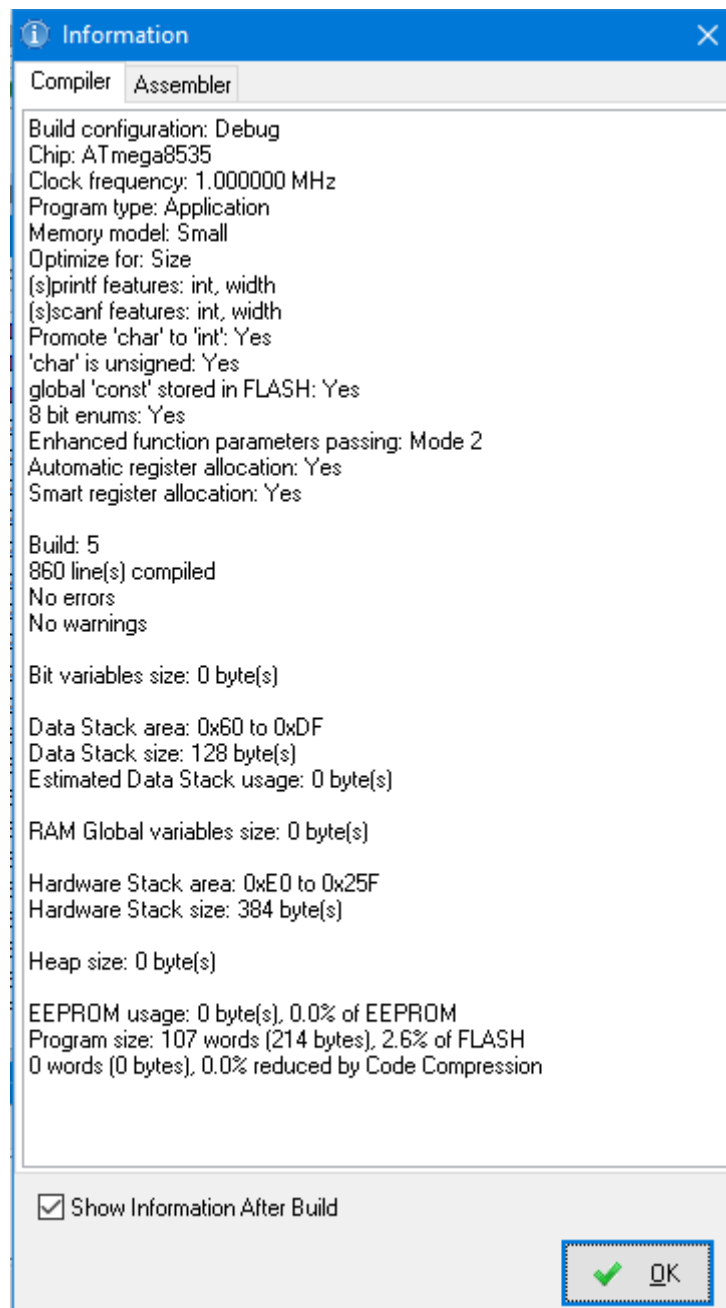 Information
Compiler
Assembler
Build configuration: Debug
Chip: ATmega8535
Clock frequency: 1.000000 MHz
Program type: Application
Memory model: Small
Optimize for: Size
(s)printf features: int, width
(s)scanf features: int, width
Promote 'char' to 'int': Yes
'char' is unsigned: Yes
global 'const' stored in FLASH: Yes
8 bit enums: Yes
Enhanced function parameters passing: Mode 2
Automatic register allocation: Yes
Smart register allocation: Yes
Build: 5
860 line(s) compiled
No errors
No warnings
Bit variables size: 0 byte(s)
Data Stack area: 0x60 to 0xDF
Data Stack size: 128 byte(s)
Estimated Data Stack usage: 0 byte(s)
RAM Global variables size: 0 byte(s)
Hardware Stack area: 0xE0 to 0x25F
Hardware Stack size: 384 byte(s)
Heap size: 0 byte(s)
EEPROM usage: 0 byte(s), 0.0% of EEPROM
Program size: 107 words (214 bytes), 2.6% of FLASH
0 words (0 bytes), 0.0% reduced by Code Compression
Show Information After Build
OK